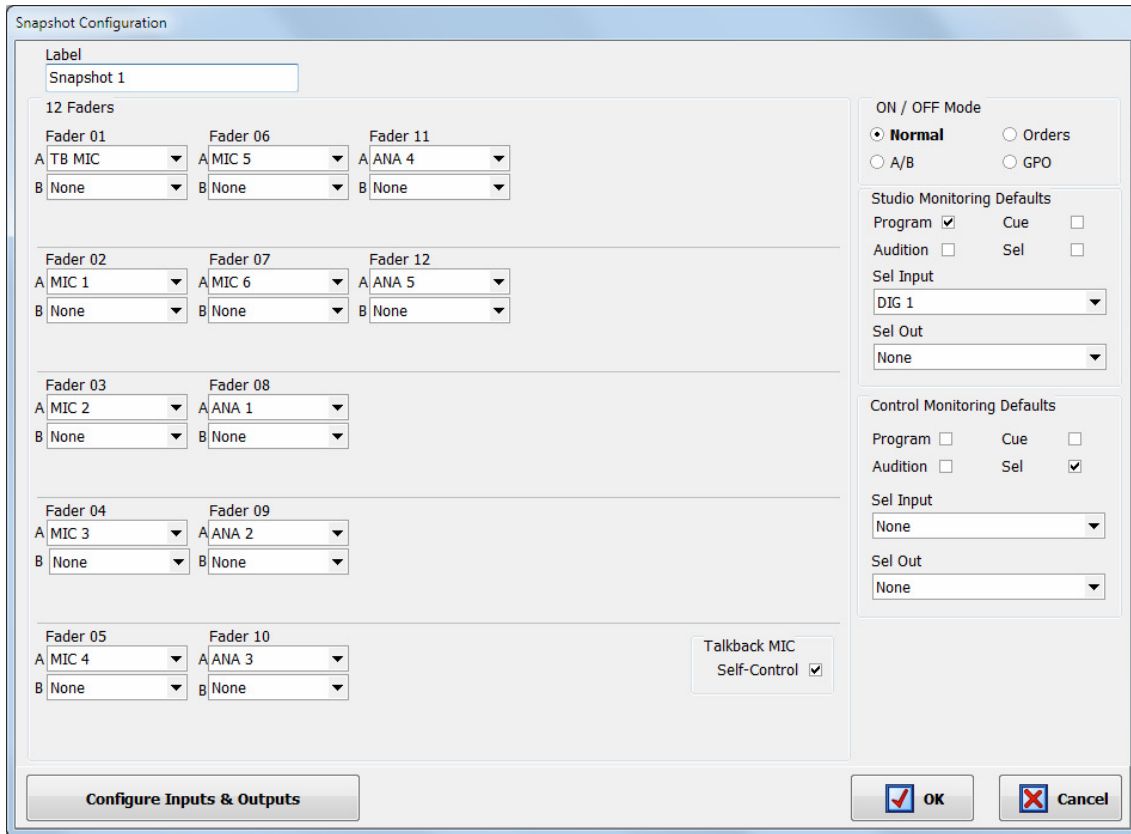 Snapshot Configuration
Label
Snapshot 1
12 Faders
Fader 01 Fader 06 Fader 11
A TB MIC A MIC 5 A ANA 4
B None B None B None
Fader 02 Fader 07 Fader 12
A MIC 1 A MIC 6 A ANA 5
B None B None B None
Fader 03 Fader 08
A MIC 2 A ANA 1
B None B None
Fader 04 Fader 09
A MIC 3 A ANA 2
B None B None
Fader 05 Fader 10
A MIC 4 A ANA 3
B None B None
Talkback MIC
Self-Control
ON / OFF Mode
Normal Orders
A/B GPO
Studio Monitoring Defaults
Program Cue
Audition Sel
Sel Input
DIG 1
Sel Out
None
Control Monitoring Defaults
Program Cue
Audition Sel
Sel Input
None
Sel Out
None
Configure Inputs & Outputs
OK
Cancel